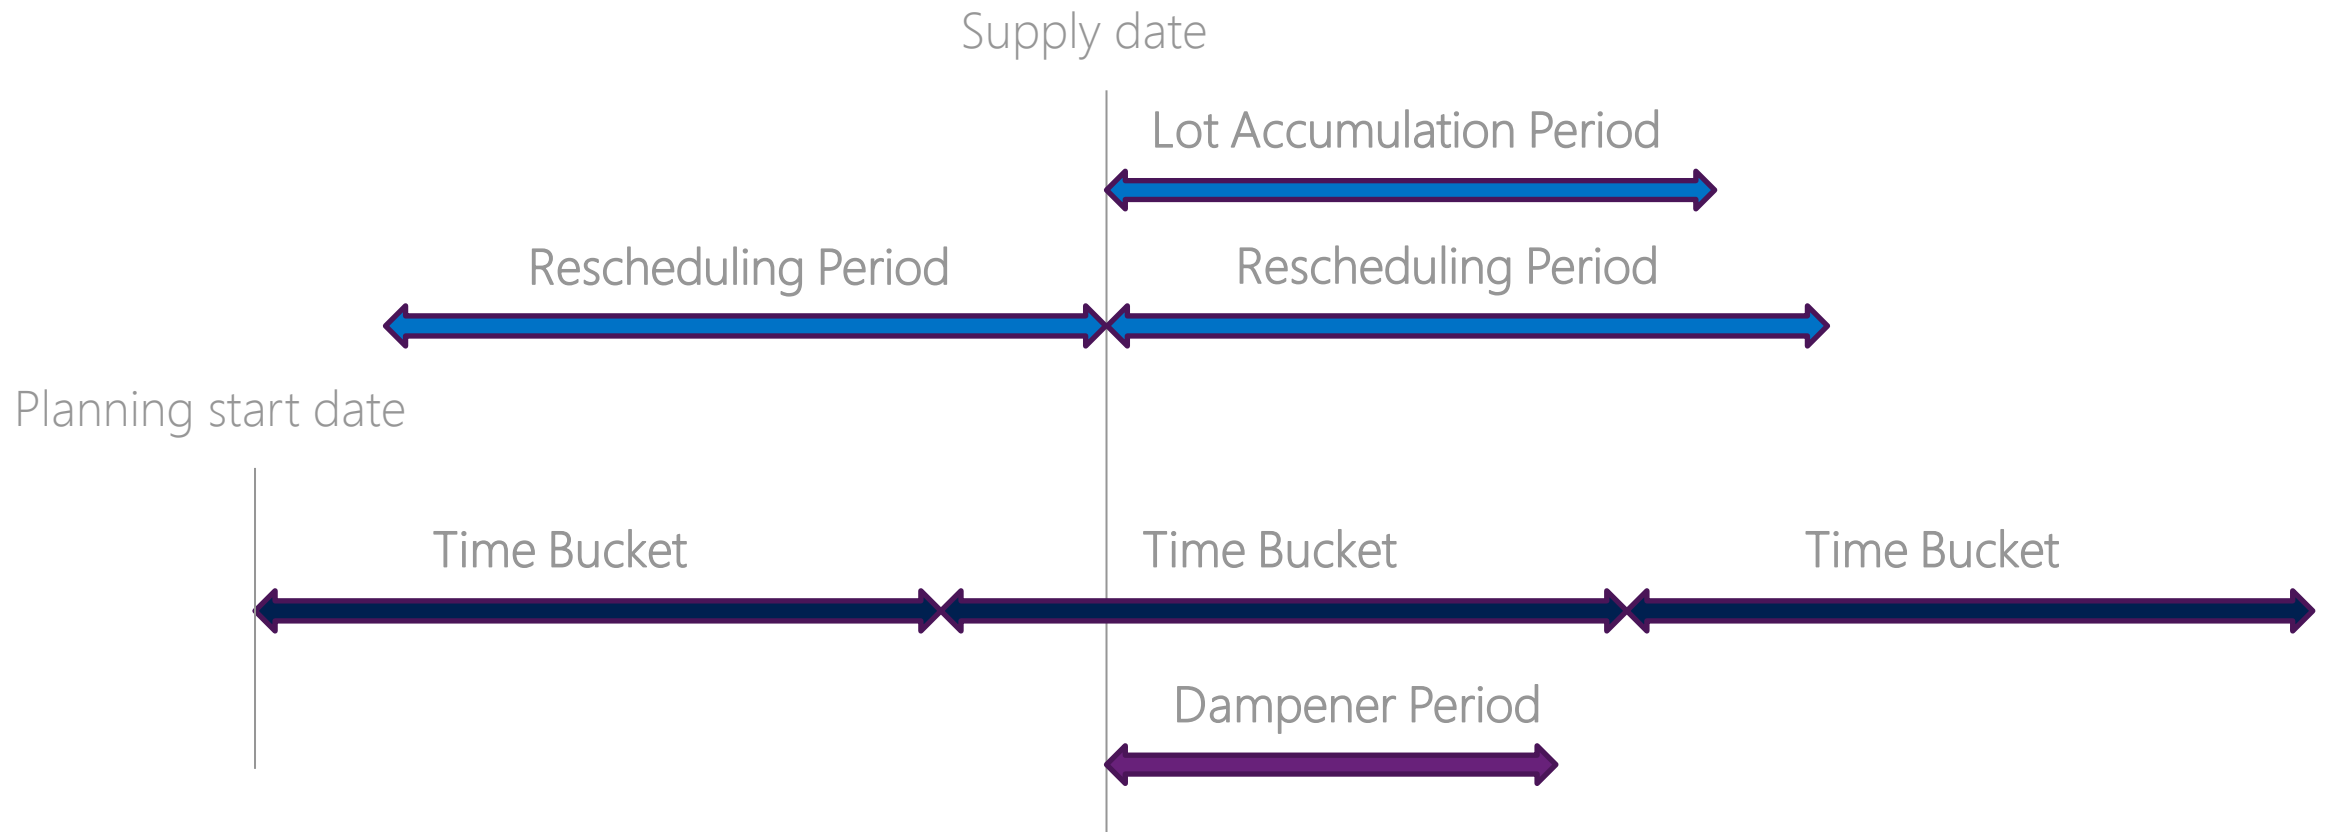 Supply date
Lot Accumulation Period
Rescheduling Period
Rescheduling Period
Planning start date
Time Bucket
Time Bucket
Time Bucket
Dampener Period